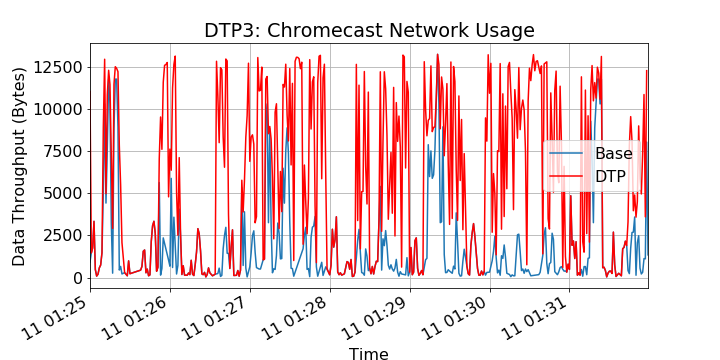 DTP3: Chromecast Network Usage
Data Throughput (Bytes)
12500
10000
7500
5000
2500
0
Base
DTP
11 01:25
11 01:26
11 01:27
11 01:28
11 01:29
11 01:30
11 01:31
Time